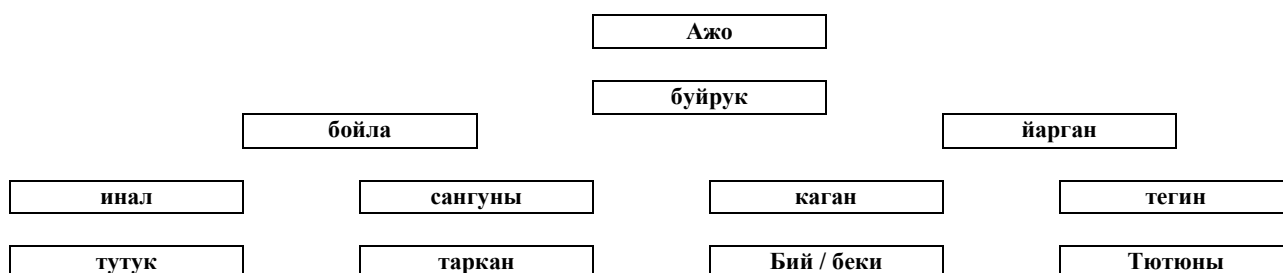 Ажо
буйрук
бойла йарган
инал сангуны каган тегин
тутук таркан Бий / беки Тютюны